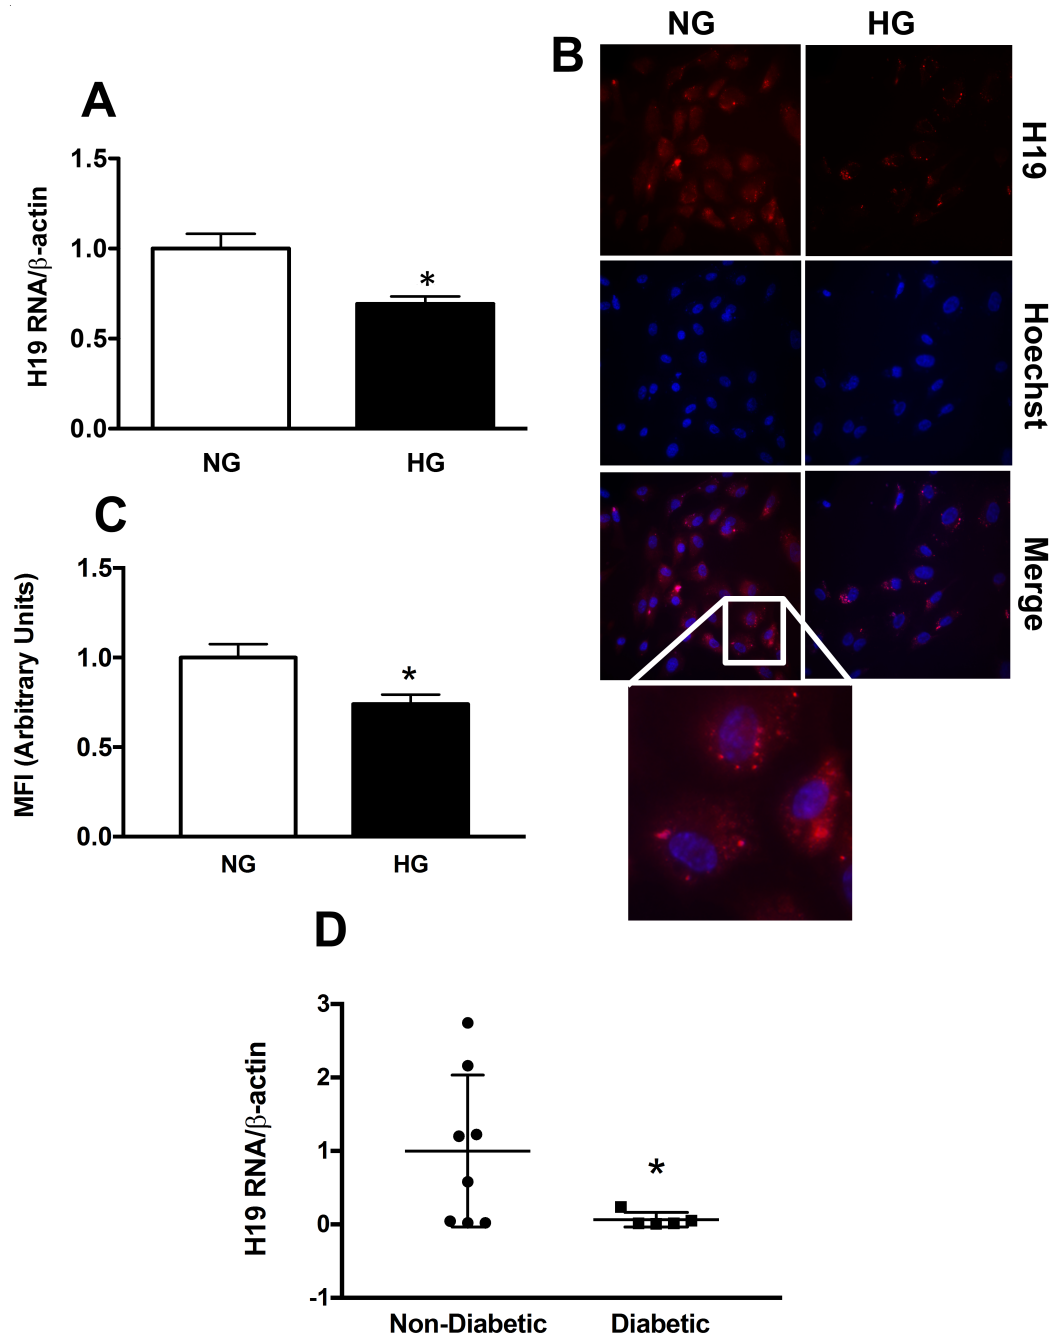 A
H19 RNA/β-actin
1.5
1.0
0.5
0.0
*
NG
HG
B
NG
HG
H19
Hoechst
Merge
C
MFI (Arbitrary Units)
1.5
1.0
0.5
0.0
*
NG
HG
D
H19 RNA/β-actin
3
2
1
0
-1
*
Non-Diabetic
Diabetic